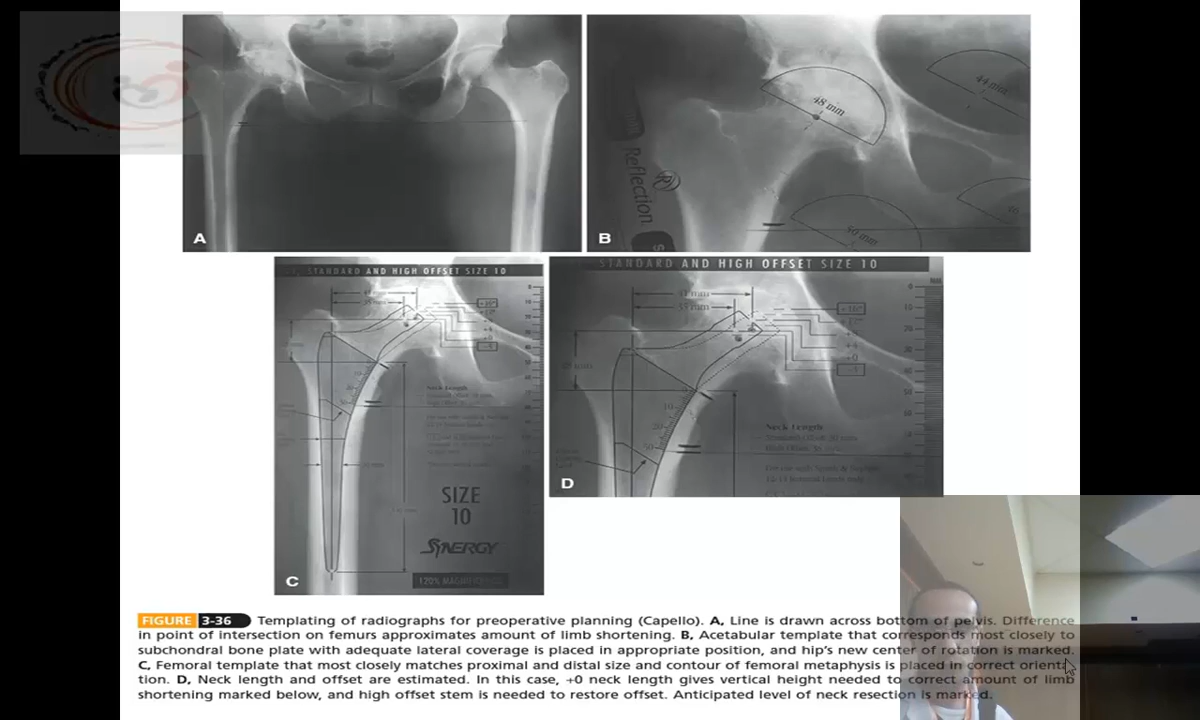 A
B
48 mm
44 mm
Reflection
50 mm
STANDARD AND HIGH OFFSET SIZE 10
35 mm
Neck Length
SIZE
10
SYNERGY
120% MAGNIFICATION
C
STANDARD AND HIGH OFFSET SIZE 10
35 mm
Neck Length
D
FIGURE 3-36 Templating of radiographs for preoperative planning (Capello). A, Line is drawn across bottom of pelvis. Difference
in point of intersection on femurs approximates amount of limb shortening. B, Acetabular template that corresponds most closely to
subchondral bone plate with adequate lateral coverage is placed in appropriate position, and hip's new center of rotation is marked.
C, Femoral template that most closely matches proximal and distal size and contour of femoral metaphysis is placed in correct orienta-
tion. D, Neck length and offset are estimated. In this case, +0 neck length gives vertical height needed to correct amount of limb
shortening marked below, and high offset stem is needed to restore offset. Anticipated level of neck resection is marked.